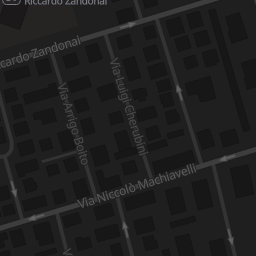 Riccardo Zandonai
ccardo Zandonai
Via Luigi Cherubini
Via Arrigo Boito
Via Niccolò Machiavelli
V